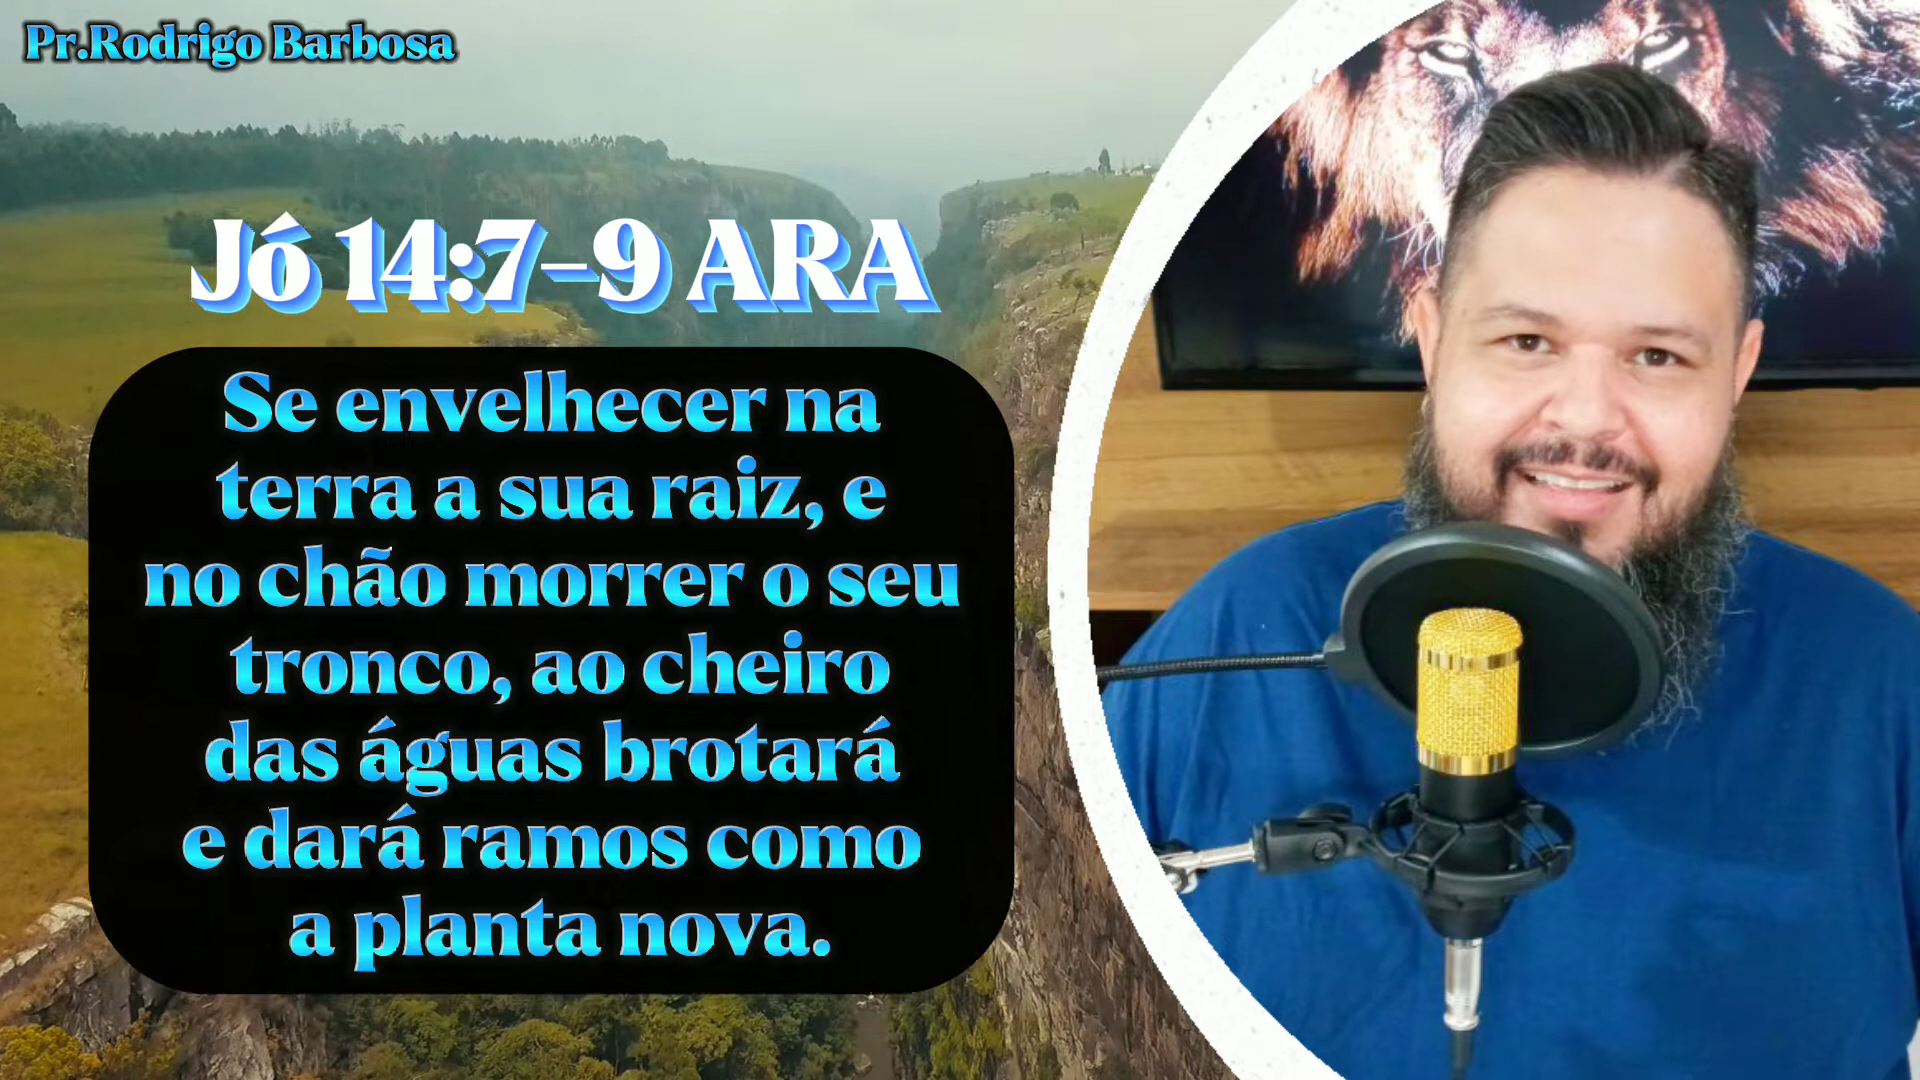 Pr.Rodrigo Barbosa
Jó 14:7-9 ARA
Se envelhecer na
terra a sua raiz, e
no chão morrer o seu
tronco, ao cheiro
das águas brotará
e dará ramos como
a planta nova.